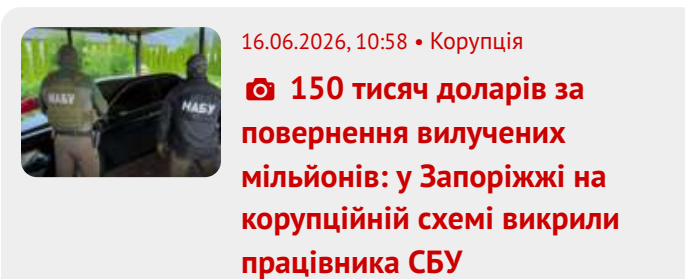 16.06.2026, 10:58 • Корупція
150 тисяч доларів за
повернення вилучених
мільйонів: у Запоріжжі на
корупційній схемі викрили
працівника СБУ
НАБУ
НАБУ